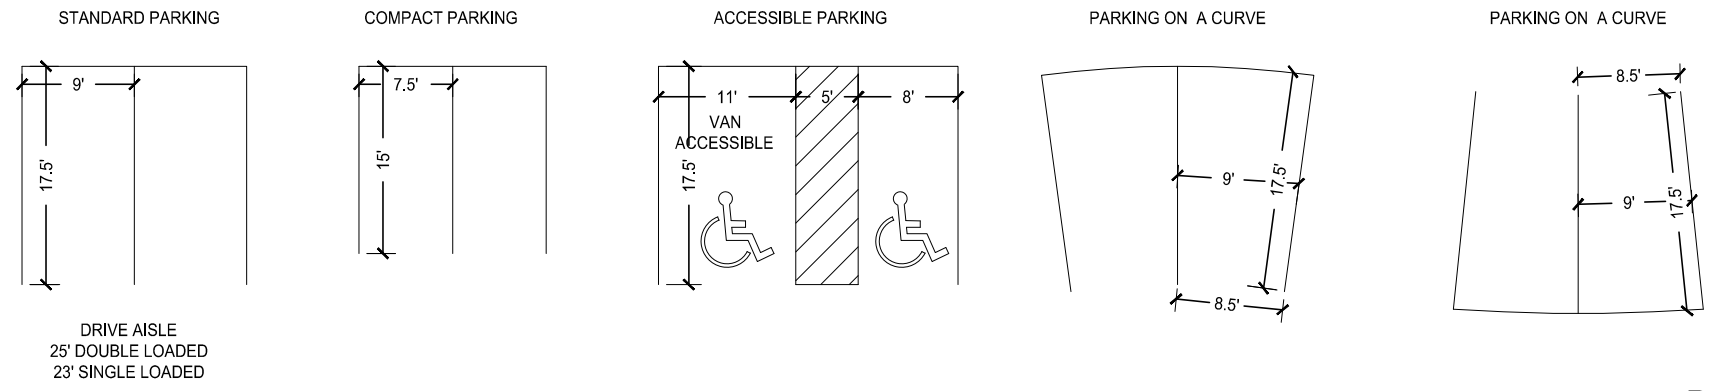 STANDARD PARKING
9'
17.5'
DRIVE AISLE
25' DOUBLE LOADED
23' SINGLE LOADED
COMPACT PARKING
7.5'
15'
ACCESSIBLE PARKING
11'
5'
8'
VAN
ACCESSIBLE
17.5'
PARKING ON A CURVE
9'
17.5'
8.5'
PARKING ON A CURVE
8.5'
9'
17.5'